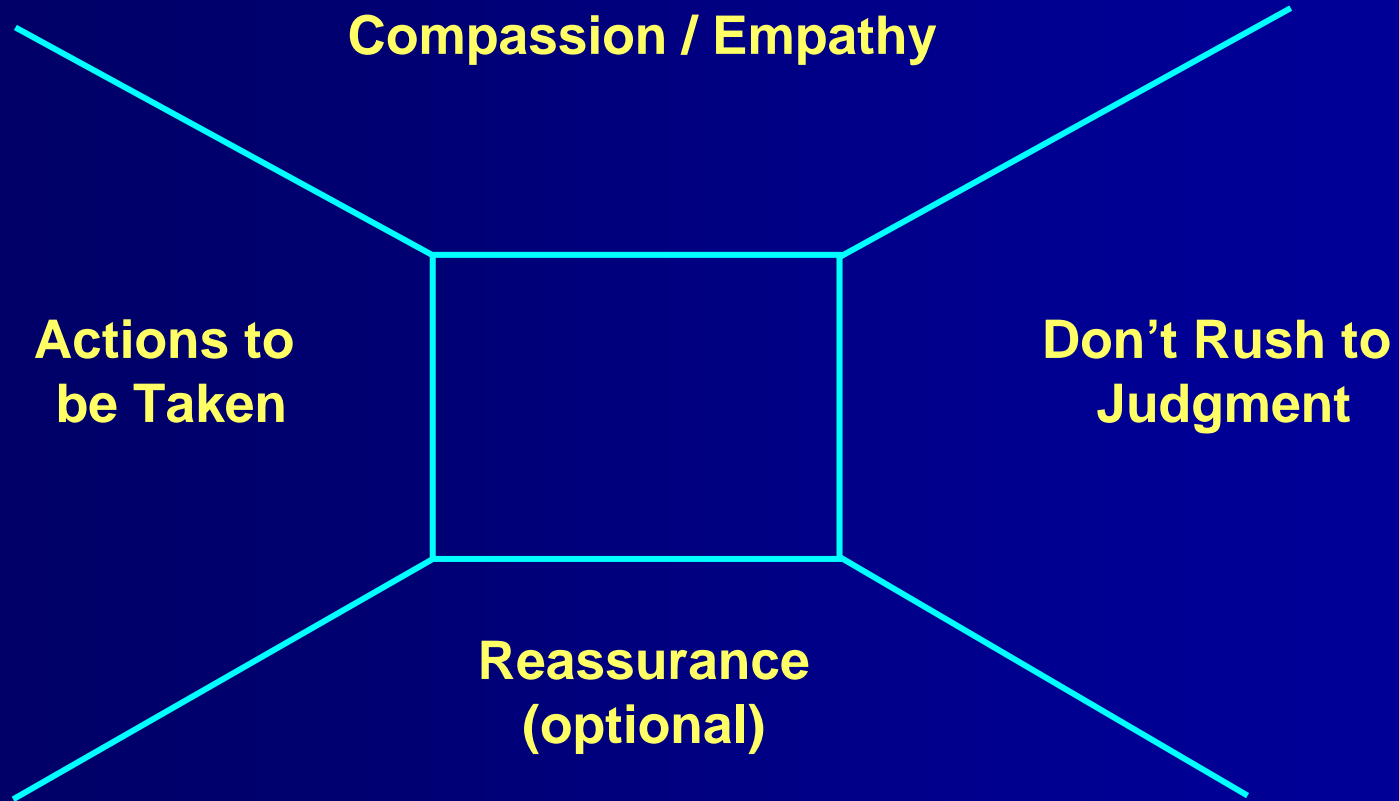 Compassion / Empathy
Actions to
be Taken
Don’t Rush to
Judgment
Reassurance
(optional)